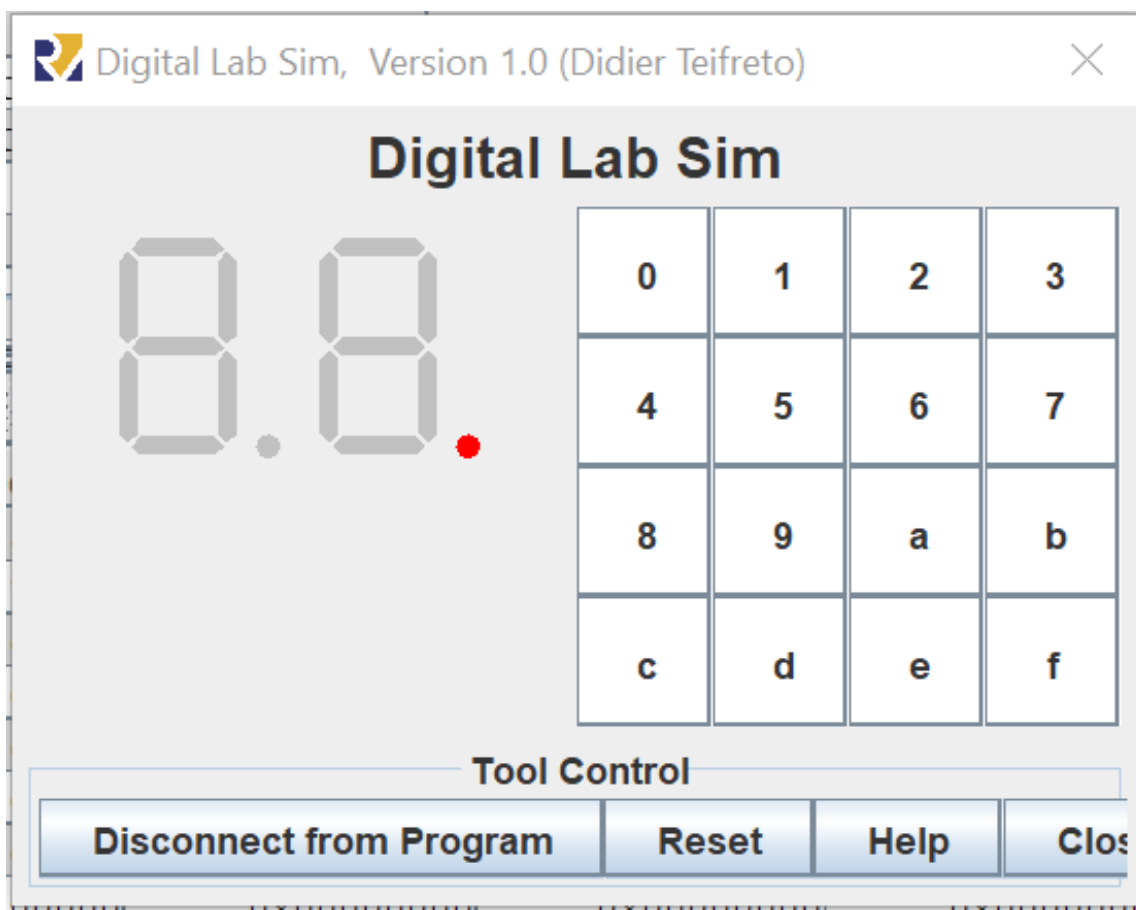 Digital Lab Sim, Version 1.0 (Didier Teifreto)
Digital Lab Sim
0 1 2 3
4 5 6 7
8 9 a b
c d e f
Tool Control
Disconnect from Program Reset Help Clos